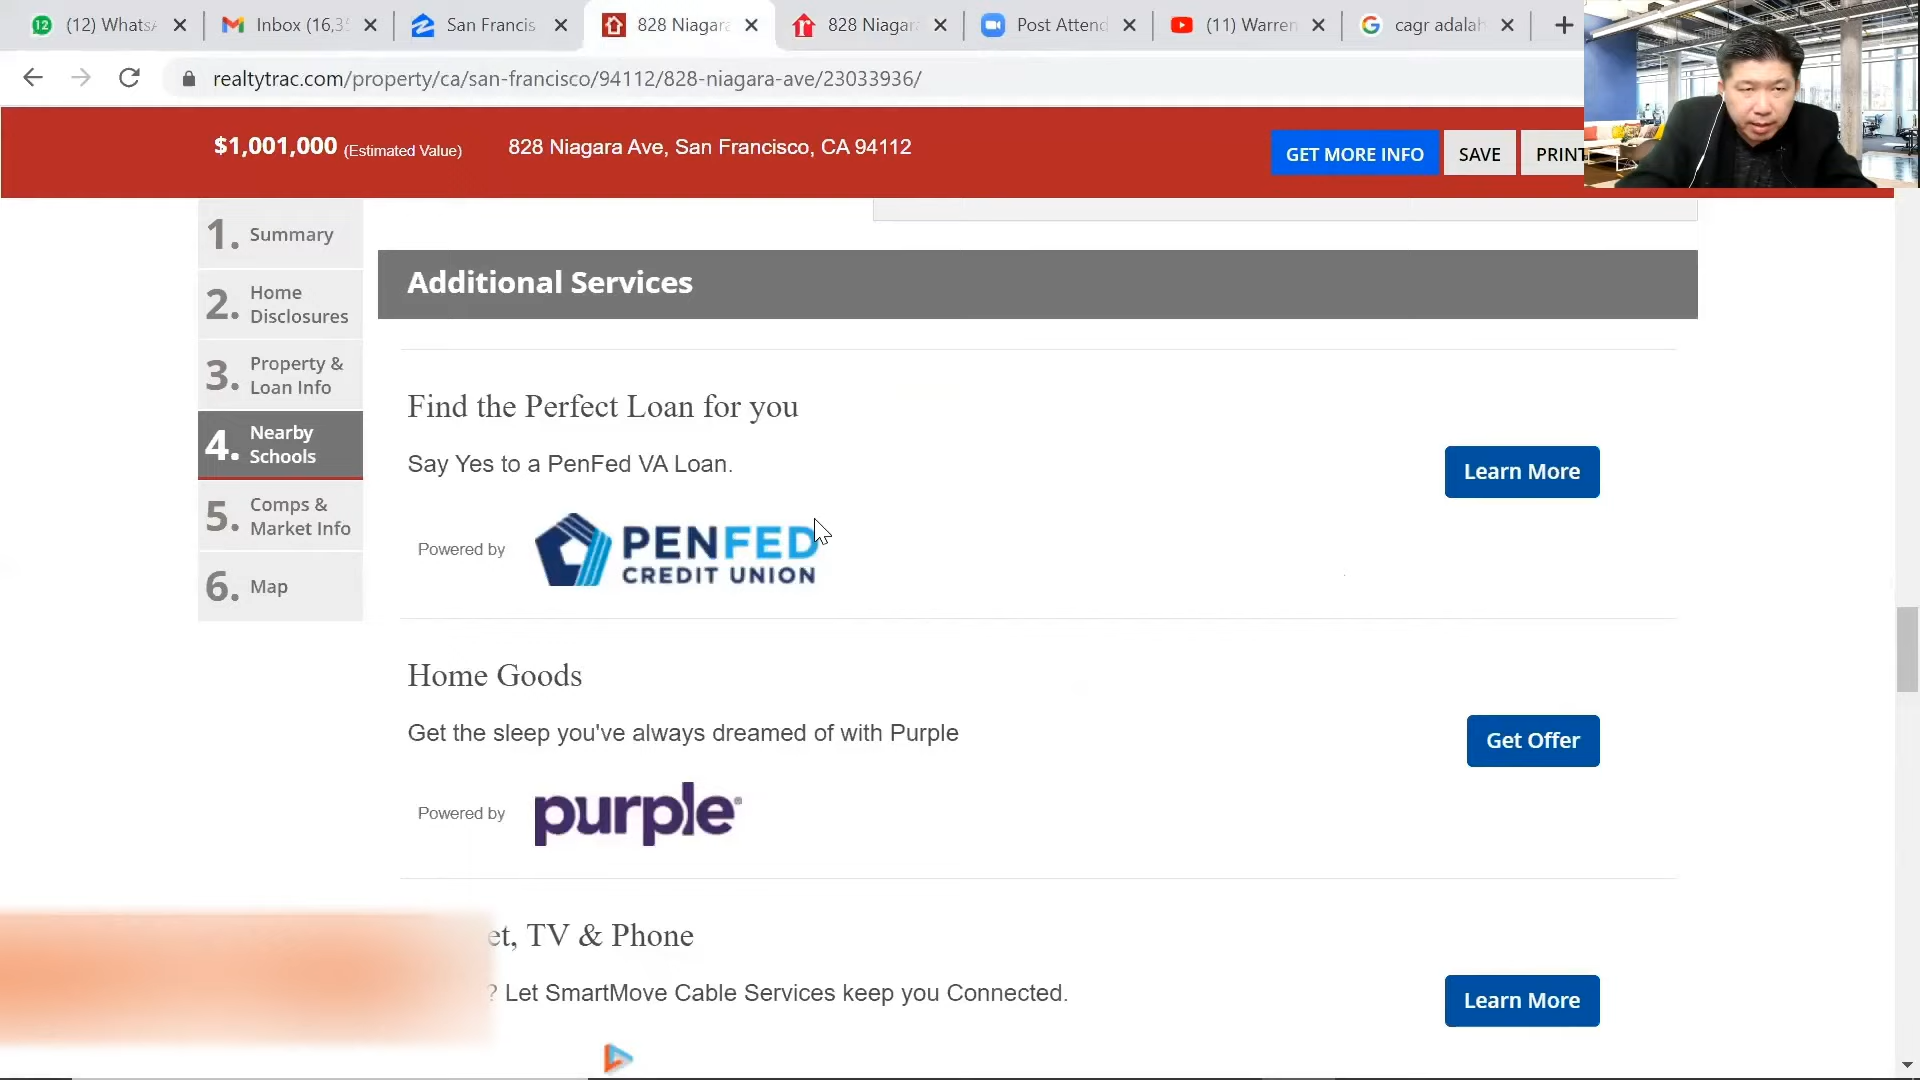 (12) WhatsA
Inbox (16,3
San Francis
828 Niagara
828 Niagar
Post Attend
(11) Warren
cagr adalah
realtytrac.com/property/ca/san-francisco/94112/828-niagara-ave/23033936/
$1,001,000 (Estimated Value)
828 Niagara Ave, San Francisco, CA 94112
GET MORE INFO
SAVE
PRINT
1. Summary
2. Home
Disclosures
3. Property &
Loan Info
4. Nearby
Schools
5. Comps &
Market Info
6. Map
Additional Services
Find the Perfect Loan for you
Say Yes to a PenFed VA Loan.
Learn More
Powered by
PENFED
CREDIT UNION
Home Goods
Get the sleep you've always dreamed of with Purple
Get Offer
Powered by
purple
et, TV & Phone
? Let SmartMove Cable Services keep you Connected.
Learn More